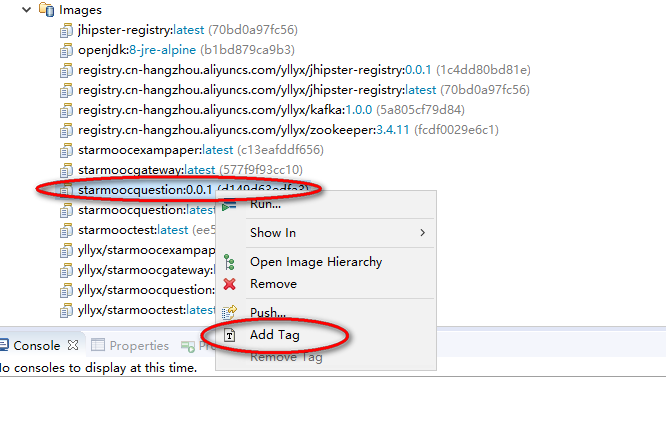 Images
jhipster-registry:latest (70bd0a97fc56)
openjdk:8-jre-alpine (b1bd879ca9b3)
registry.cn-hangzhou.aliyuncs.com/yllyx/jhipster-registry:0.0.1 (1c4dd80bd81e)
registry.cn-hangzhou.aliyuncs.com/yllyx/jhipster-registry:latest (70bd0a97fc56)
registry.cn-hangzhou.aliyuncs.com/yllyx/kafka:1.0.0 (5a805cf79d84)
registry.cn-hangzhou.aliyuncs.com/yllyx/zookeeper:3.4.11 (fcdf0029e6c1)
starmoocexampaper:latest (c13eafddf656)
starmoocgateway:latest (577f9f93cc10)
starmoocquestion:0.0.1 (d149d63edfa3)
starmoocquestion:latest
starmooctest:latest (ee5
yllyx/starmoocexampap
yllyx/starmoocgateway:l
yllyx/starmoocquestion:
yllyx/starmooctest:latest
Run...
Show In
Open Image Hierarchy
Remove
Push...
Add Tag
Remove Tag
Console
Properties
No consoles to display at this time.